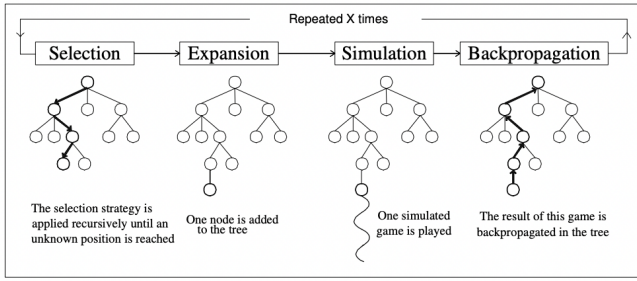 Repeated X times
Selection
Expansion
Simulation
Backpropagation
The selection strategy is
applied recursively until an
unknown position is reached
One node is added
to the tree
One simulated
game is played
The result of this game is
backpropagated in the tree